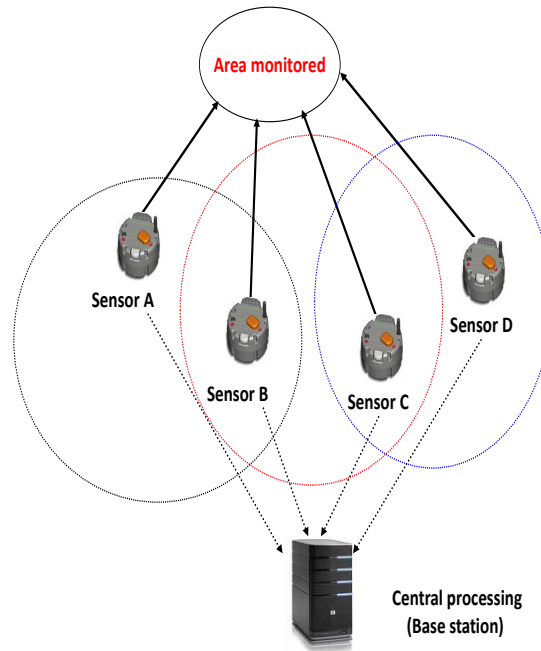 Area monitored
Sensor A
Sensor B
Sensor C
Sensor D
Central processing
(Base station)